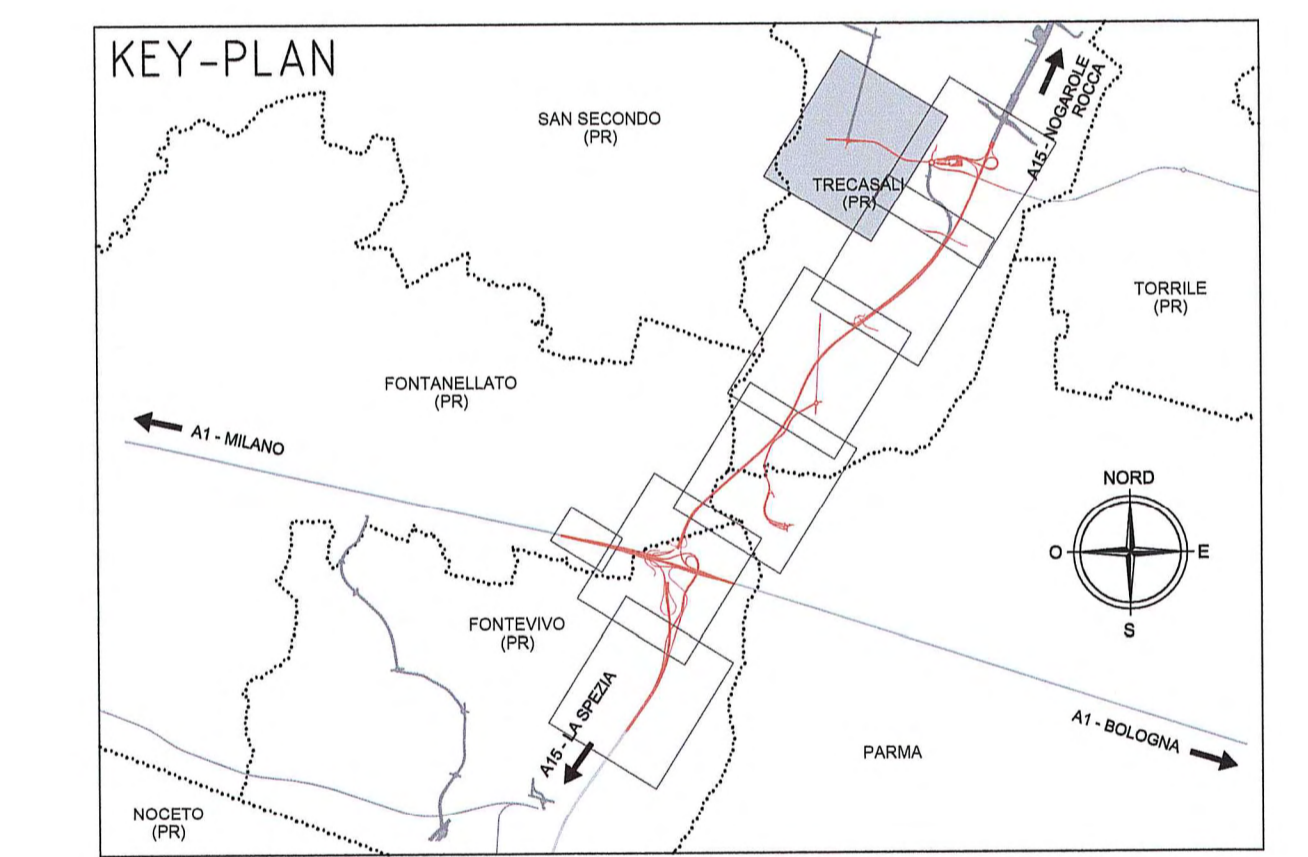 KEY-PLAN
SAN SECONDO
(PR)
A15 - NOGAROLE
ROCCA
TRECASALI
(PR)
TORRILE
(PR)
FONTANELLATO
(PR)
A1 - MILANO
NORD
O
E
S
FONTEVIVO
(PR)
A15 - LA SPEZIA
A1 - BOLOGNA
PARMA
NOCETO
(PR)